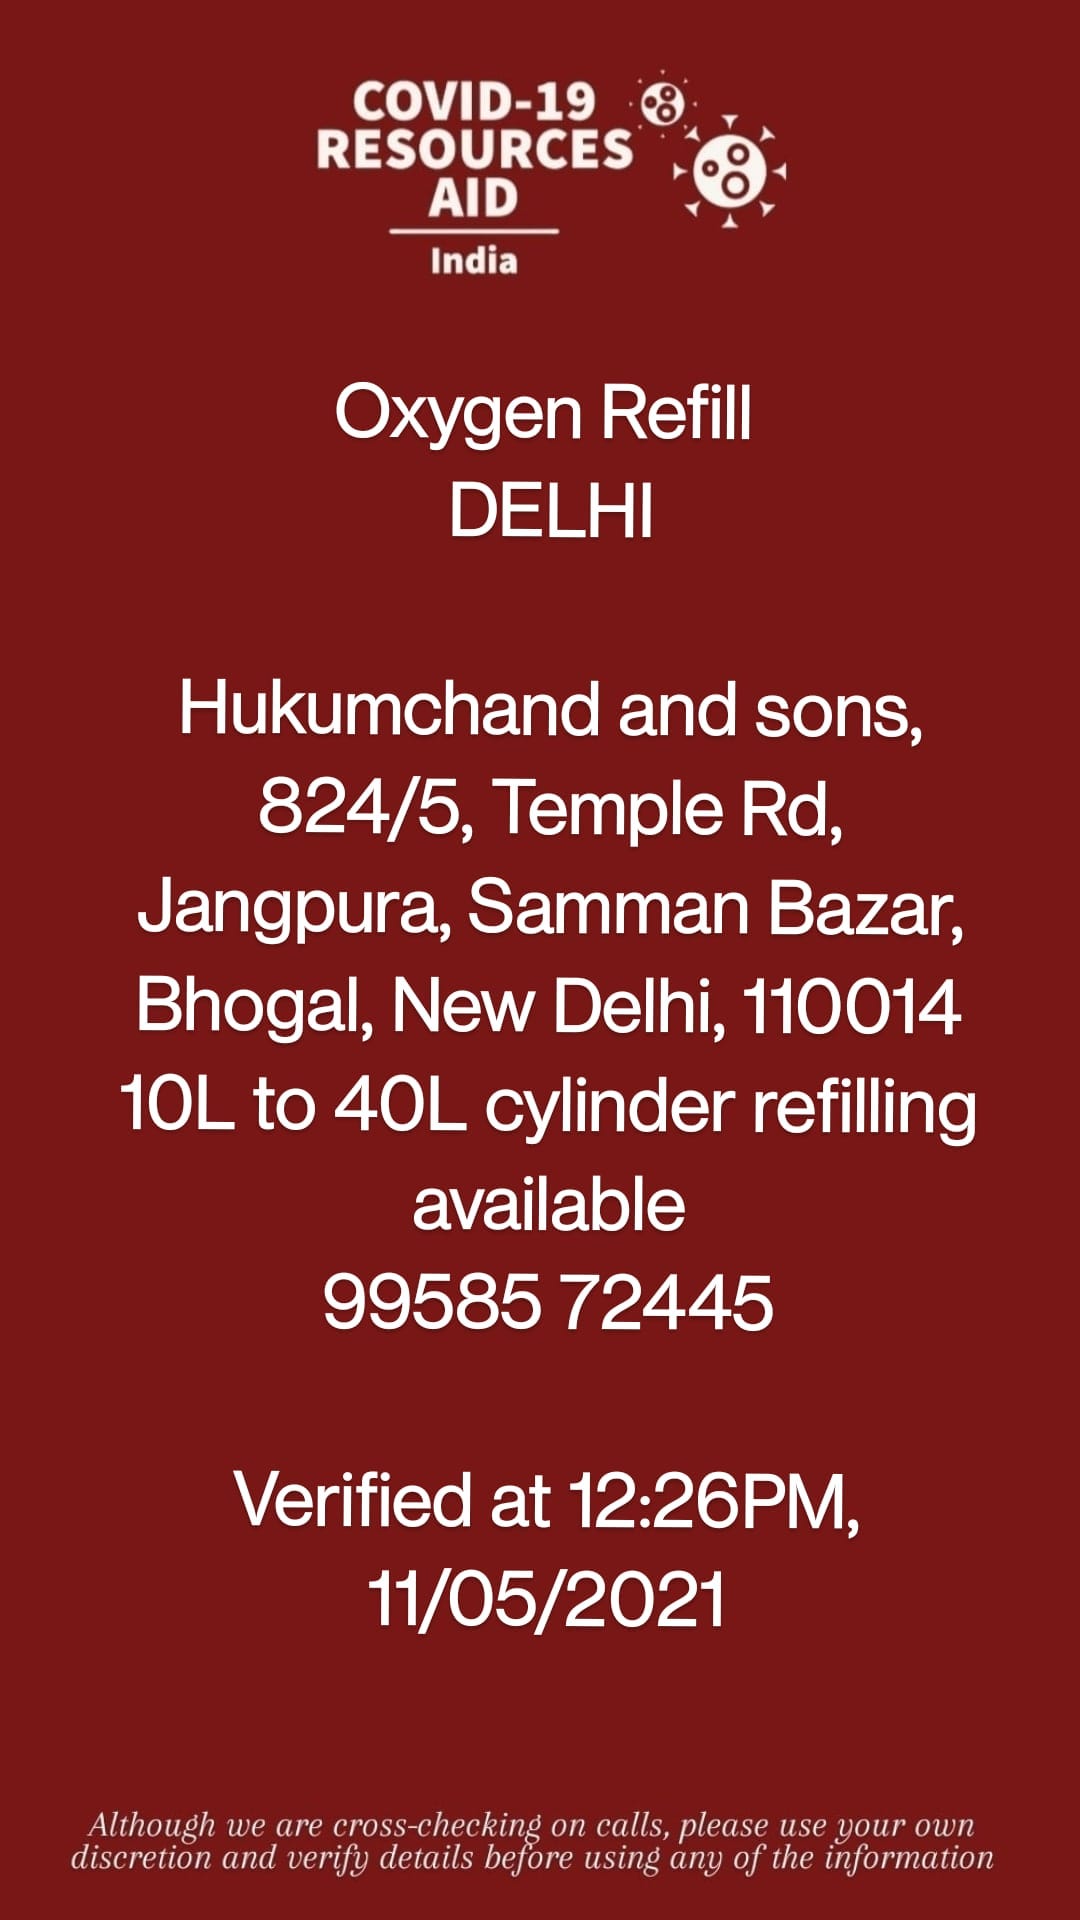 COVID-19
RESOURCES
AID
India
Oxygen Refill
DELHI
Hukumchand and sons,
824/5, Temple Rd,
Jangpura, Samman Bazar,
Bhogal, New Delhi, 110014
10L to 40L cylinder refilling
available
99585 72445
Verified at 12:26PM,
11/05/2021
Although we are cross-checking on calls, please use your own
discretion and verify details before using any of the information